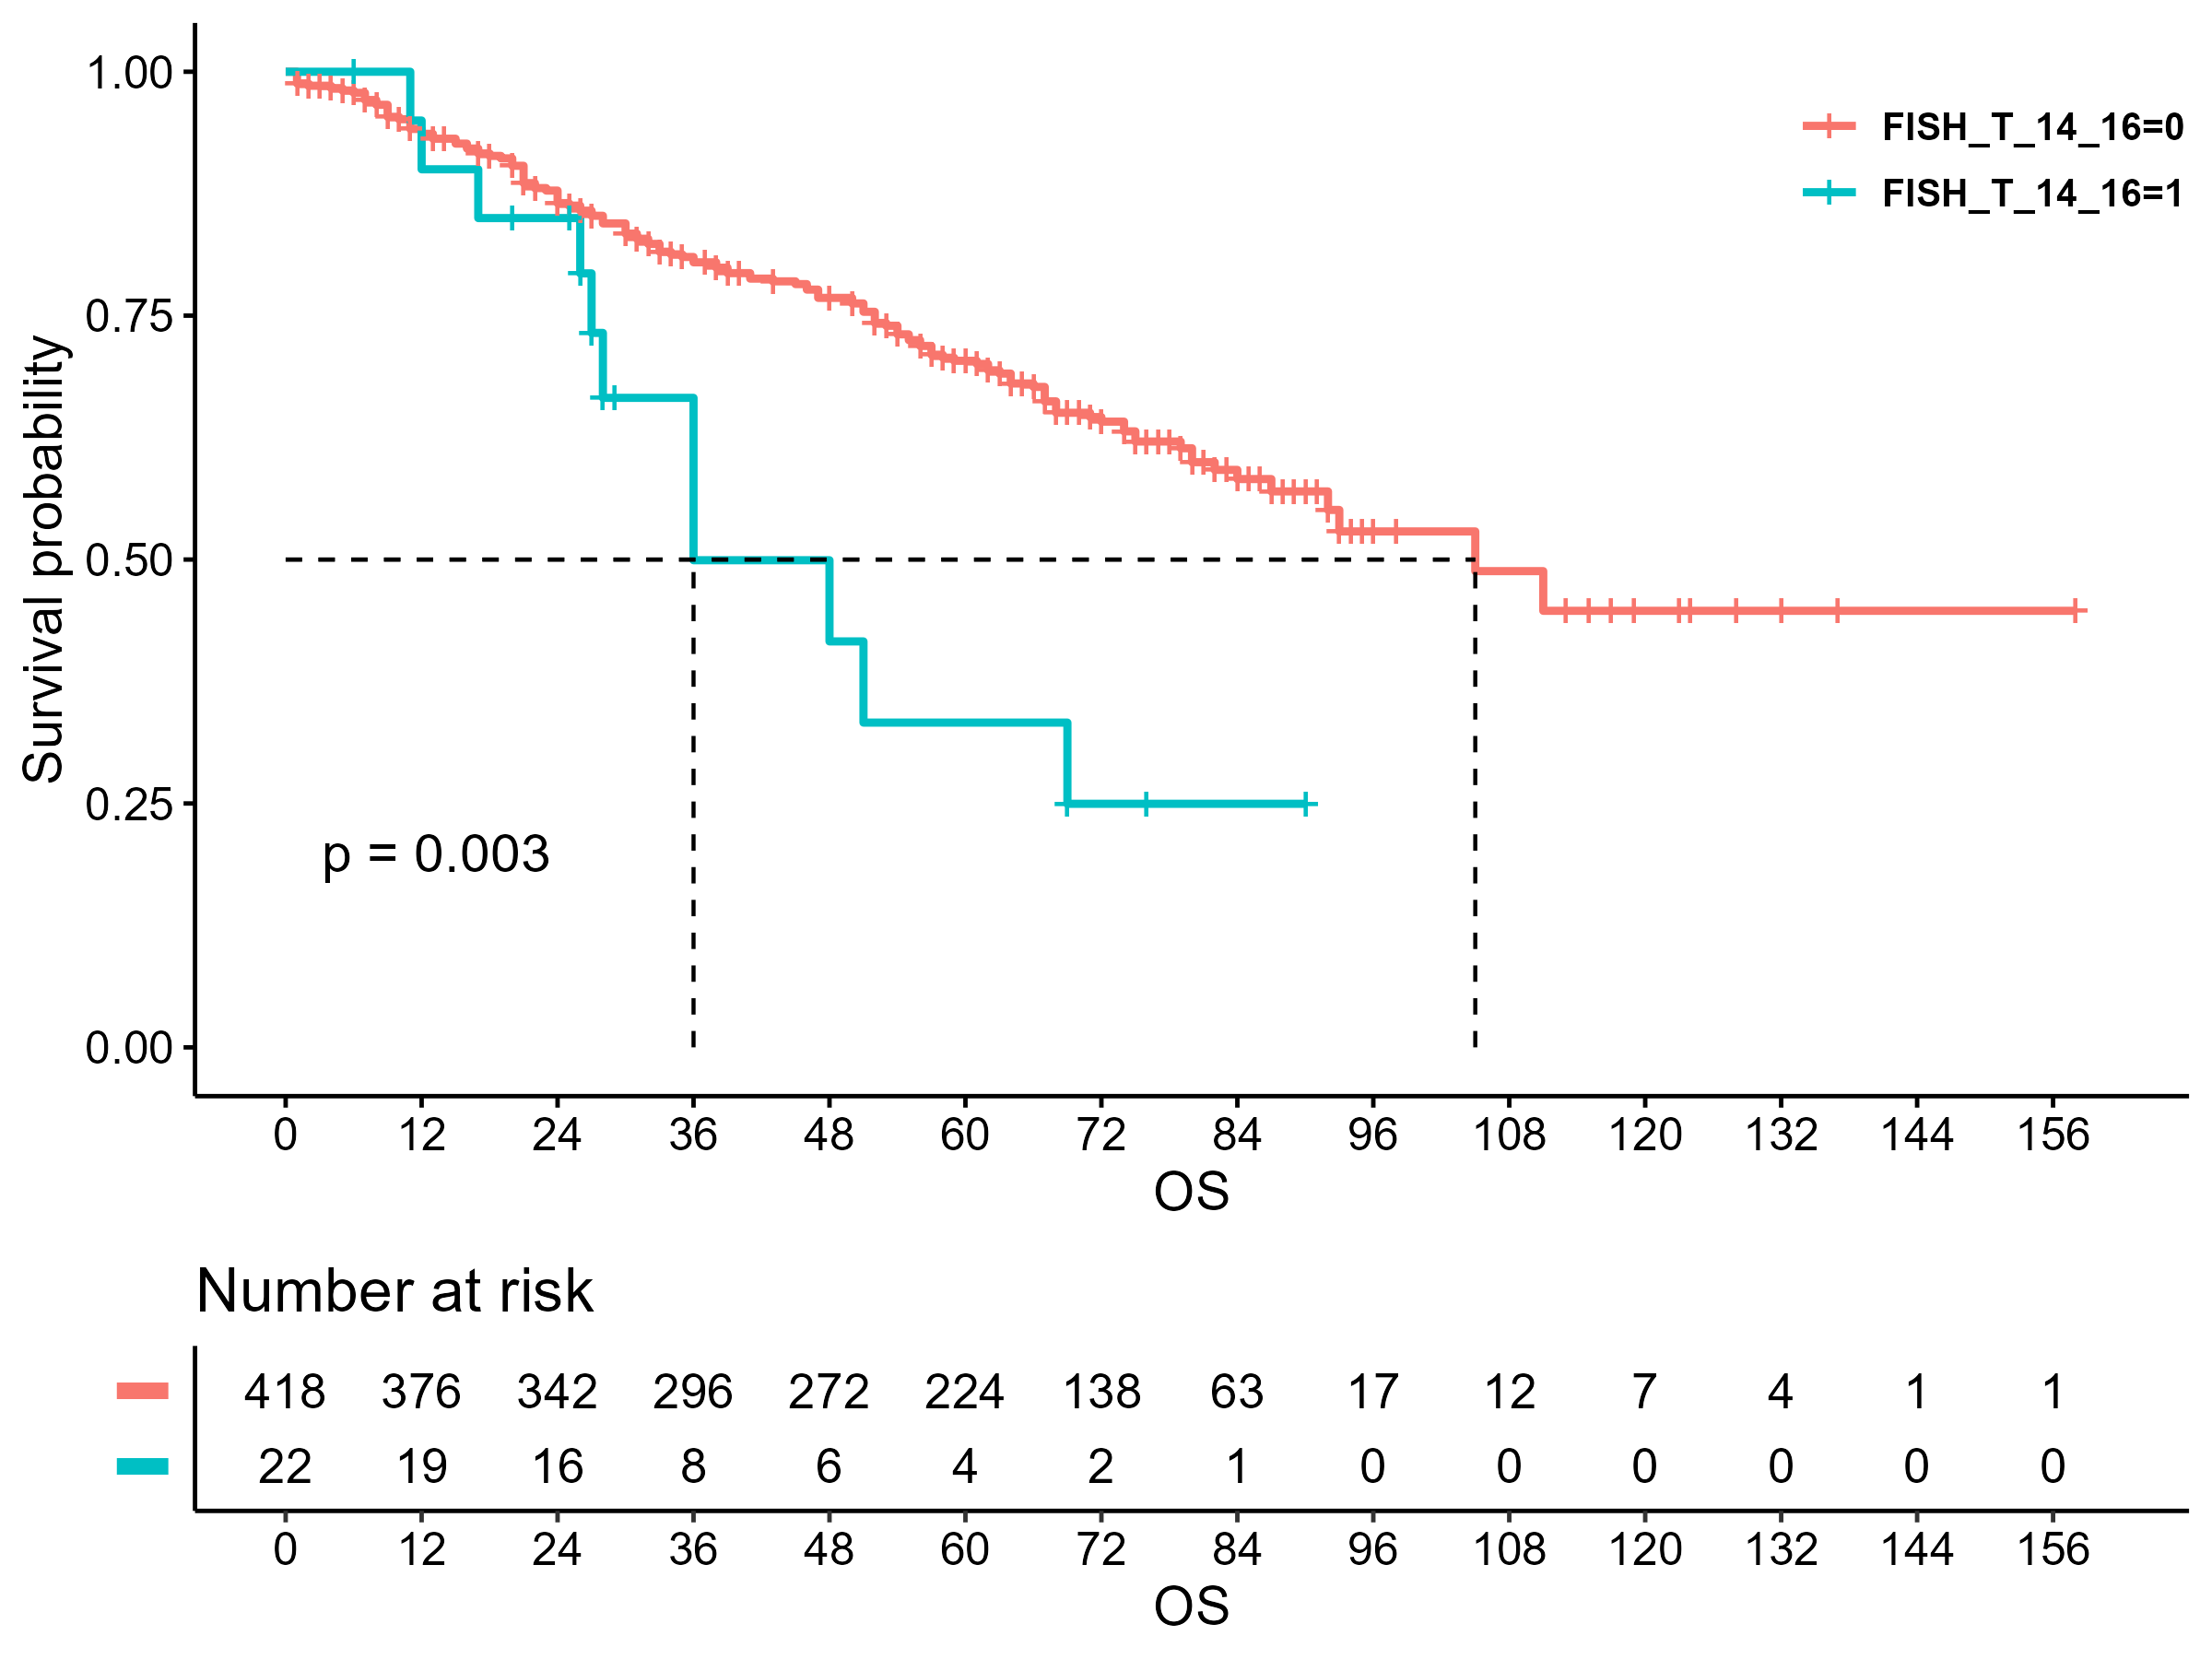 1.00
0.75
0.50
0.25
0.00
Survival probability
FISH_T_14_16=0
FISH_T_14_16=1
p = 0.003
0 12 24 36 48 60 72 84 96 108 120 132 144 156
OS
Number at risk
418 376 342 296 272 224 138 63 17 12 7 4 1 1
22 19 16 8 6 4 2 1 0 0 0 0 0 0
0 12 24 36 48 60 72 84 96 108 120 132 144 156
OS